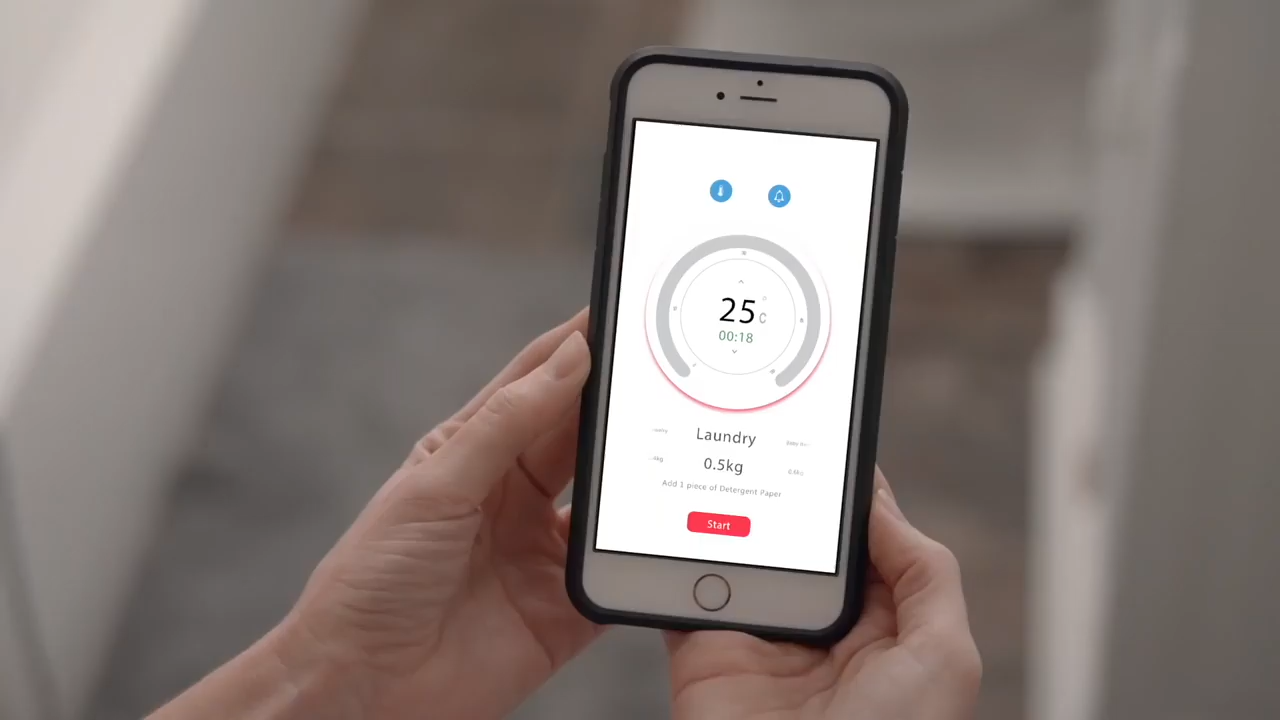 25 C
00:18
Laundry
0.5kg
Add 1 piece of Detergent Paper
Start